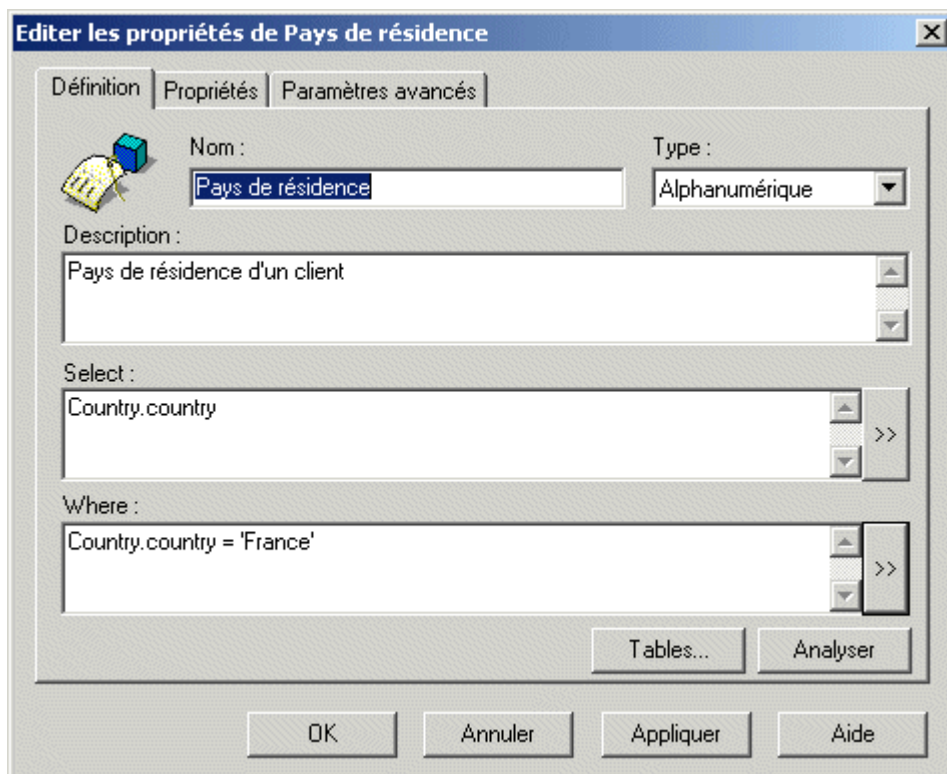 Editer les propriétés de Pays de résidence
Définition Propriétés Paramètres avancés
Nom : Type :
Pays de résidence Alphanumérique
Description :
Pays de résidence d'un client
Select :
Country.country
>>
Where :
Country.country = 'France'
>>
Tables... Analyser
OK Annuler Appliquer Aide